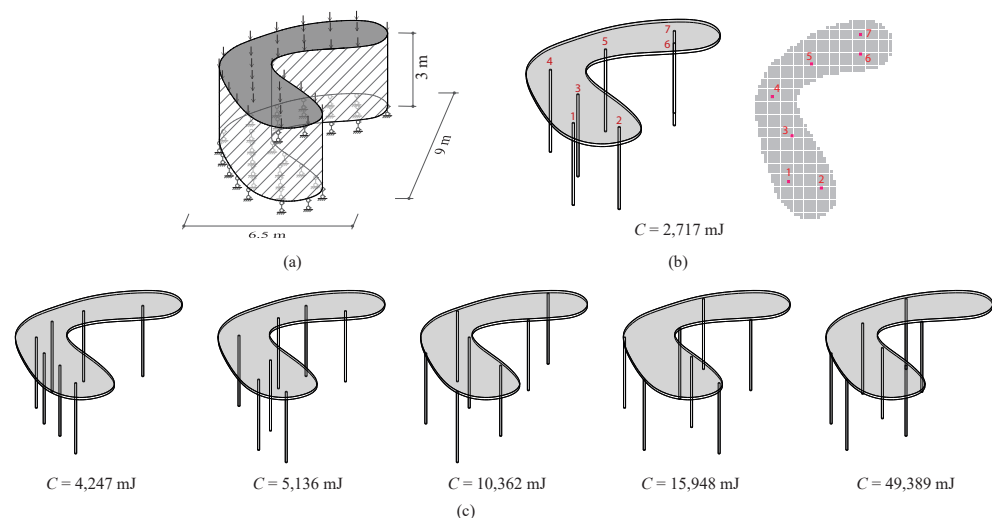 (a)
3 m
9 m
6.5 m
1
2
3
4
5
6
7
1
2
3
4
5
6
7
C = 2,717 mJ
(b)
C = 4,247 mJ
C = 5,136 mJ
C = 10,362 mJ
C = 15,948 mJ
C = 49,389 mJ
(c)